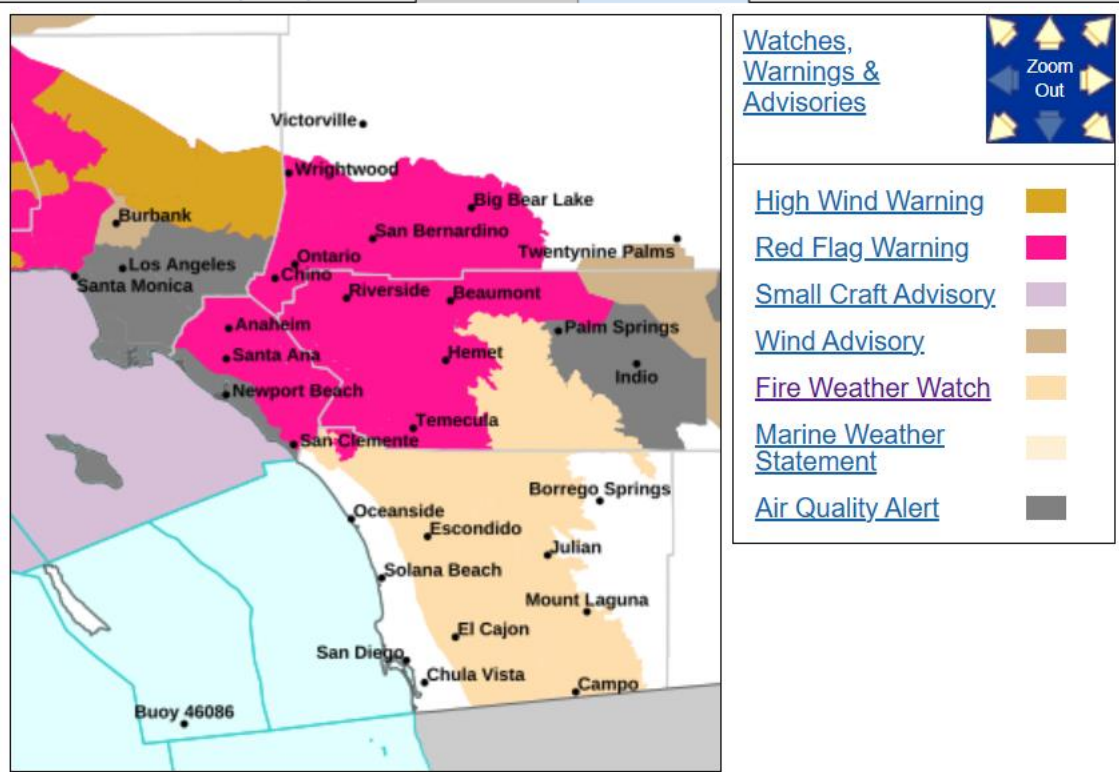 Victorville
Wrightwood
Big Bear Lake
Burbank
San Bernardino
Twentynine Palms
Ontario
Los Angeles
Chino
Santa Monica
Riverside
Beaumont
Anaheim
Palm Springs
Santa Ana
Hemet
Indio
Newport Beach
Temecula
San Clemente
Borrego Springs
Oceanside
Escondido
Julian
Solana Beach
Mount Laguna
El Cajon
San Diego
Chula Vista
Campo
Buoy 46086
Watches,
Warnings &
Advisories
Zoom
Out
High Wind Warning
Red Flag Warning
Small Craft Advisory
Wind Advisory
Fire Weather Watch
Marine Weather
Statement
Air Quality Alert